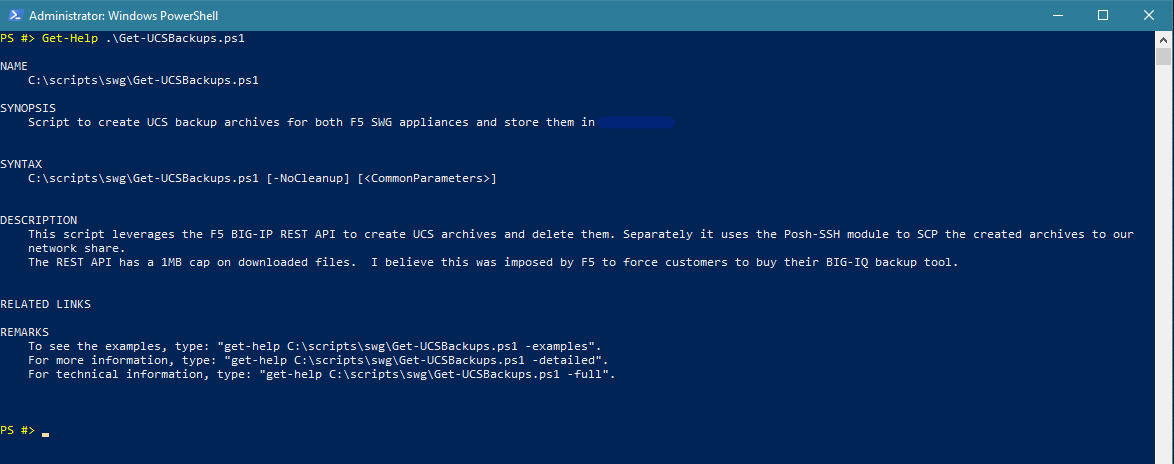 Administrator: Windows PowerShell
PS #> Get-Help .\Get-UCSBackups.ps1
NAME
C:\scripts\swg\Get-UCSBackups.ps1
SYNOPSIS
Script to create UCS backup archives for both F5 SWG appliances and store them in
SYNTAX
C:\scripts\swg\Get-UCSBackups.ps1 [-NoCleanup] [<CommonParameters>]
DESCRIPTION
This script leverages the F5 BIG-IP REST API to create UCS archives and delete them. Separately it uses the Posh-SSH module to SCP the created archives to our
network share.
The REST API has a 1MB cap on downloaded files.  I believe this was imposed by F5 to force customers to buy their BIG-IQ backup tool.
RELATED LINKS
REMARKS
To see the examples, type: "get-help C:\scripts\swg\Get-UCSBackups.ps1 -examples".
For more information, type: "get-help C:\scripts\swg\Get-UCSBackups.ps1 -detailed".
For technical information, type: "get-help C:\scripts\swg\Get-UCSBackups.ps1 -full".
PS #>